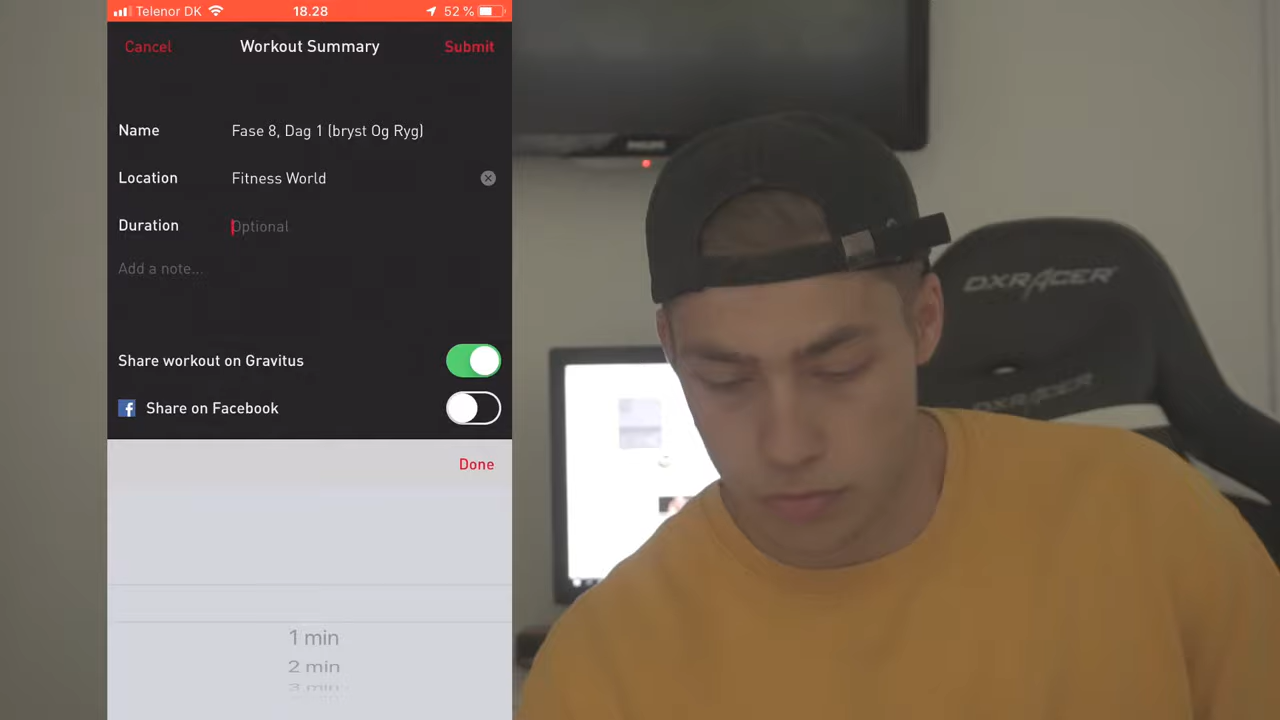 Telenor DK 18.28 52 %
Cancel Workout Summary Submit
Name Fase 8, Dag 1 (bryst Og Ryg)
Location Fitness World
Duration Optional
Add a note...
Share workout on Gravitus
f Share on Facebook
Done
1 min
2 min
3 min
PHILIPS
DXRACER
DXRACER